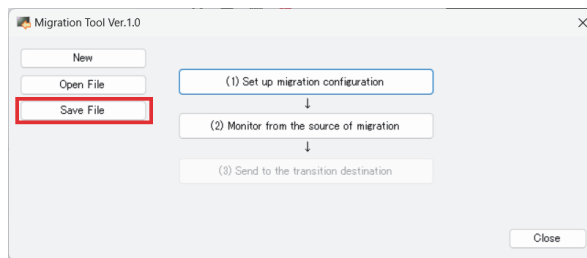 Migration Tool Ver.1.0
New
Open File
Save File
(1) Set up migration configuration
↓
(2) Monitor from the source of migration
↓
(3) Send to the transition destination
Close